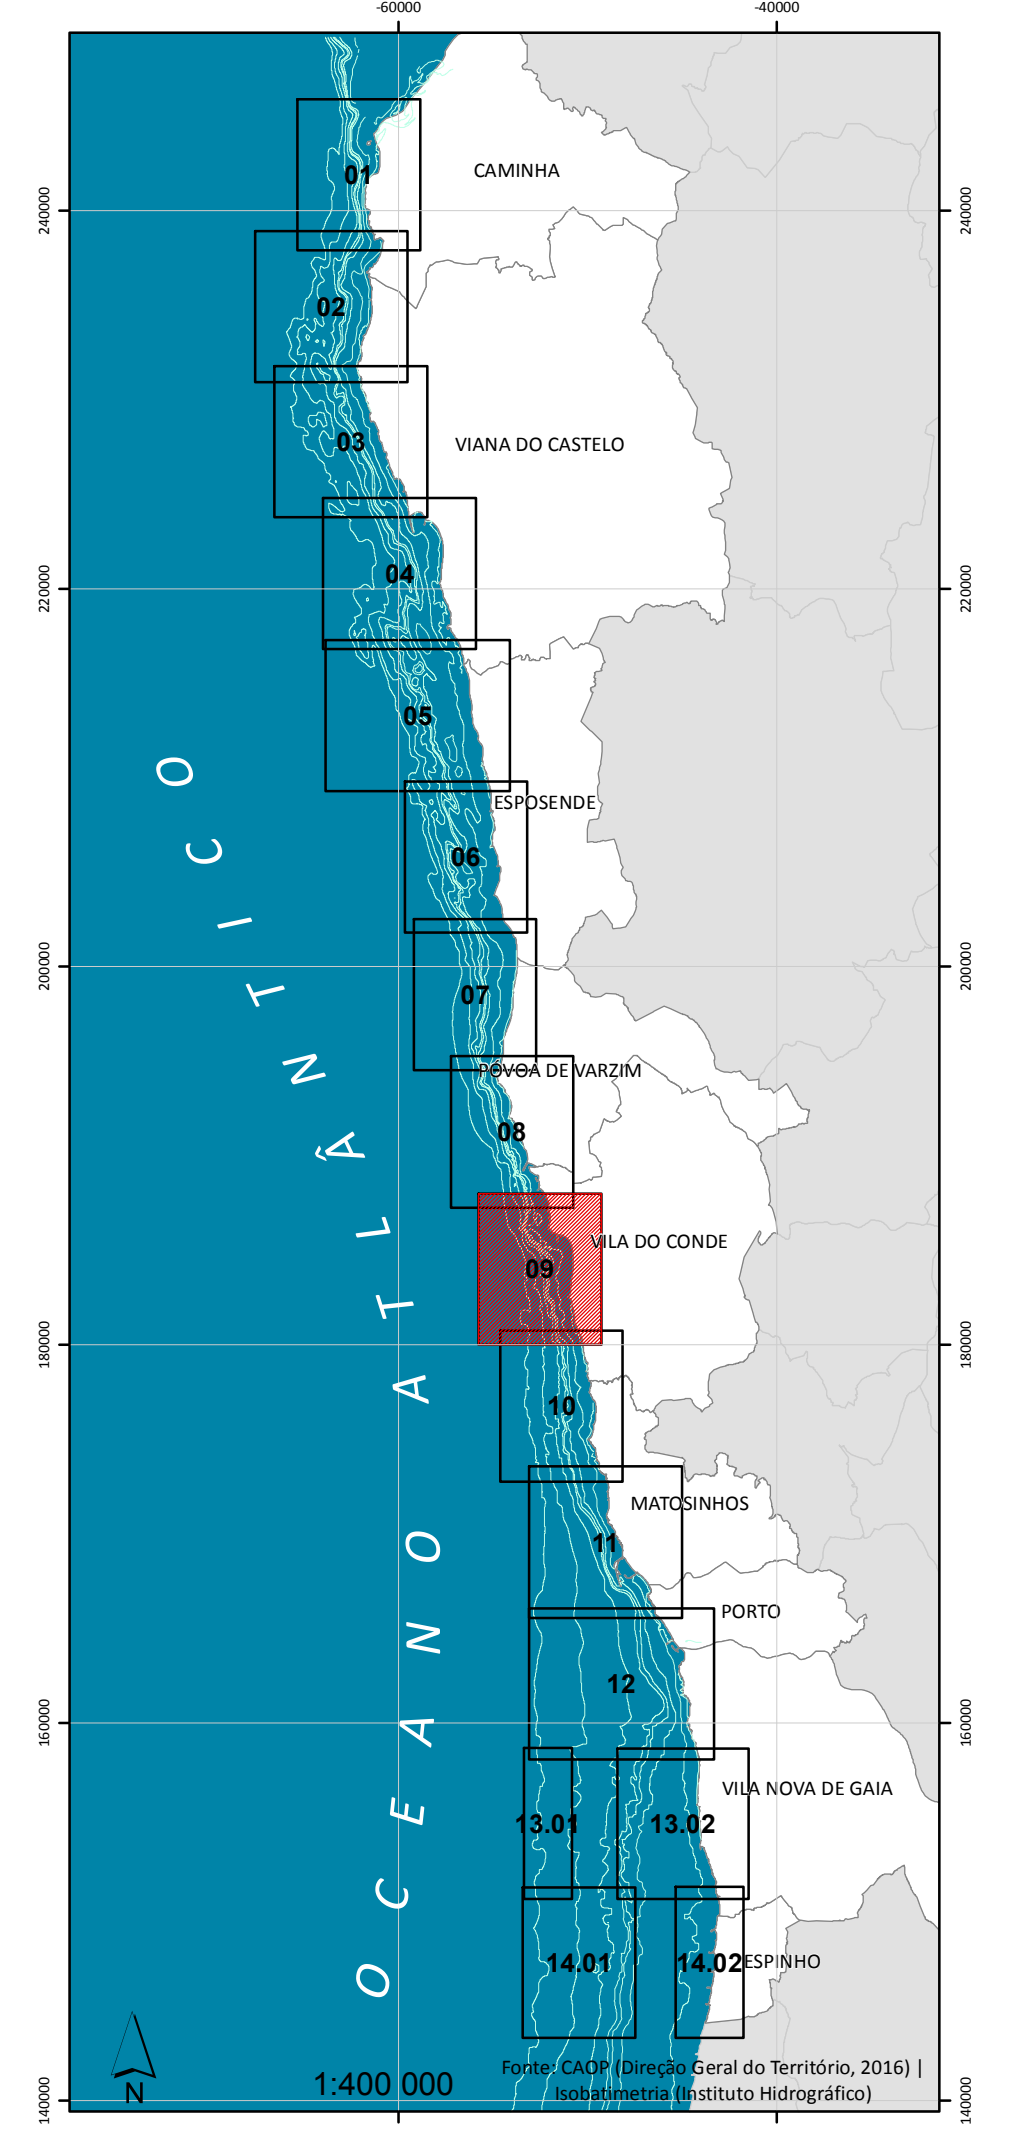 -60000
-40000
CAMINHA
01
240000
240000
02
VIANA DO CASTELO
03
04
220000
220000
05
ESPOSENDE
06
200000
200000
07
PÓVOA DE VARZIM
08
VILA DO CONDE
09
180000
180000
10
MATOSINHOS
11
PORTO
12
160000
160000
VILA NOVA DE GAIA
13.01
13.02
14.01
14.02
ESPINHO
OCEANO ATLÂNTICO
N
1:400 000
Fonte: CAOP (Direção Geral do Território, 2016) |
Isobatimetria (Instituto Hidrográfico)
140000
140000